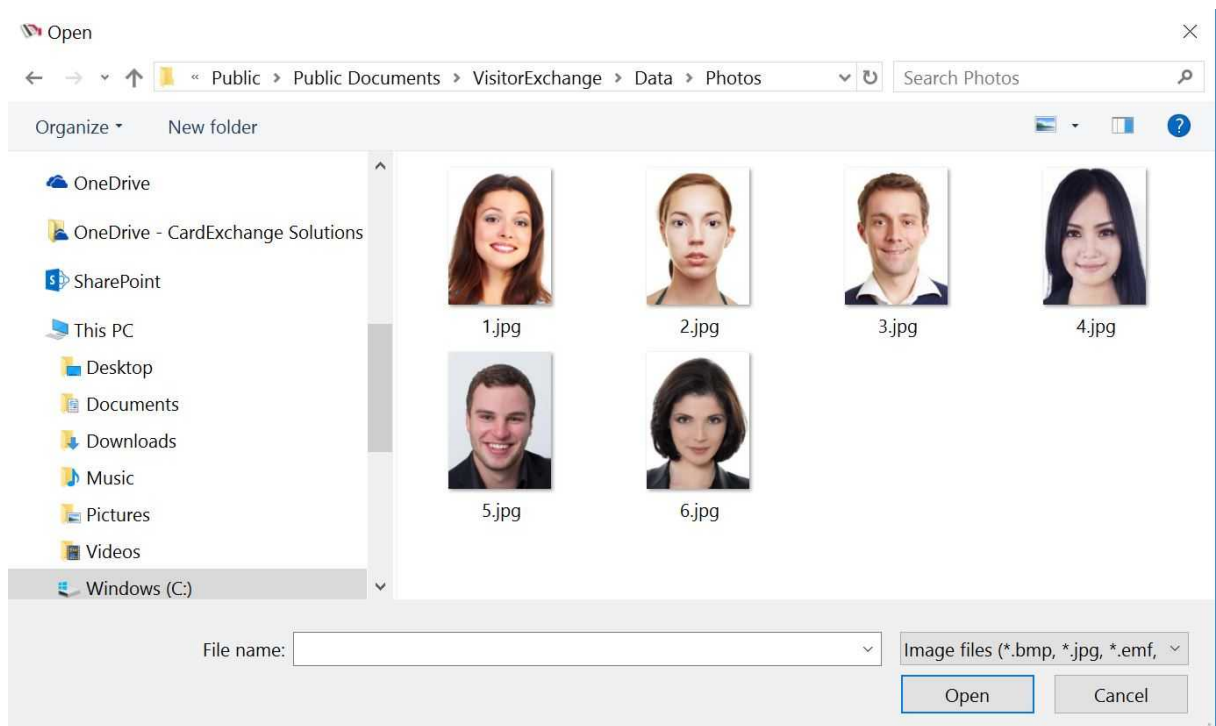 Open
« Public > Public Documents > VisitorExchange > Data > Photos
Search Photos
Organize
New folder
?
OneDrive
OneDrive - CardExchange Solutions
S SharePoint
This PC
Desktop
Documents
Downloads
Music
Pictures
Videos
Windows (C:)
1.jpg
2.jpg
3.jpg
4.jpg
5.jpg
6.jpg
File name:
Image files (*.bmp, *.jpg, *.emf,
Open
Cancel